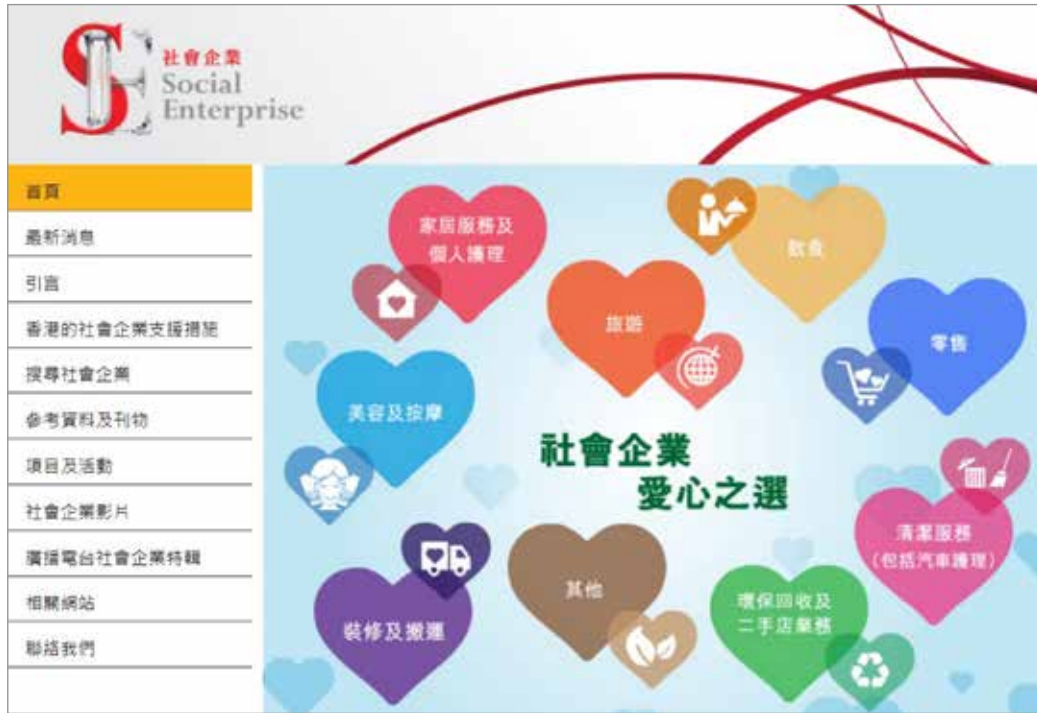 社會企業
Social
Enterprise
首頁
最新消息
引言
香港的社會企業支援措施
搜尋社會企業
參考資料及刊物
項目及活動
社會企業影片
廣播電台社會企業特輯
相關網站
聯絡我們
家居服務及
個人護理
飲食
旅遊
零售
美容及按摩
社會企業
愛心之選
清潔服務
(包括汽車護理)
其他
環保回收及
二手店業務
裝修及搬運